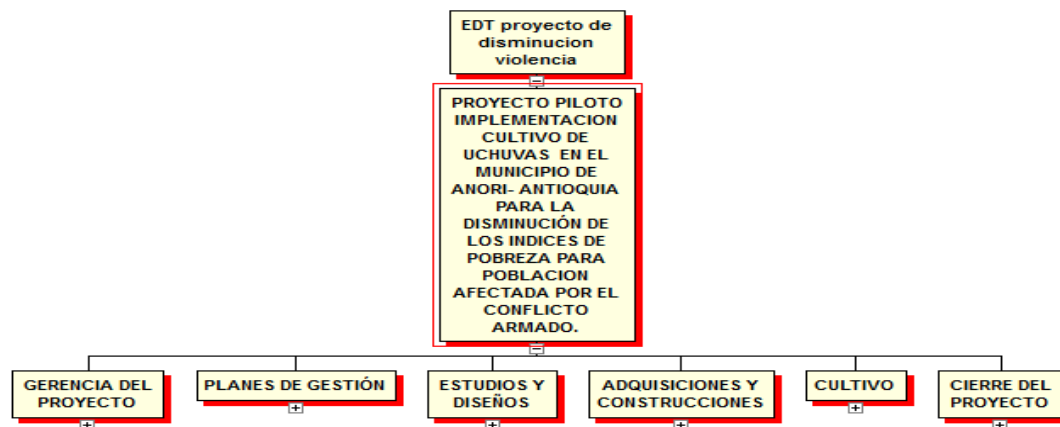 EDT proyecto de
disminucion
violencia
PROYECTO PILOTO
IMPLEMENTACION
CULTIVO DE
UCHUVAS EN EL
MUNICIPIO DE
ANORI- ANTIOQUIA
PARA LA
DISMINUCIÓN DE
LOS INDICES DE
POBREZA PARA
POBLACION
AFECTADA POR EL
CONFLICTO
ARMADO.
GERENCIA DEL
PROYECTO
PLANES DE GESTIÓN
ESTUDIOS Y
DISEÑOS
ADQUISICIONES Y
CONSTRUCCIONES
CULTIVO
CIERRE DEL
PROYECTO